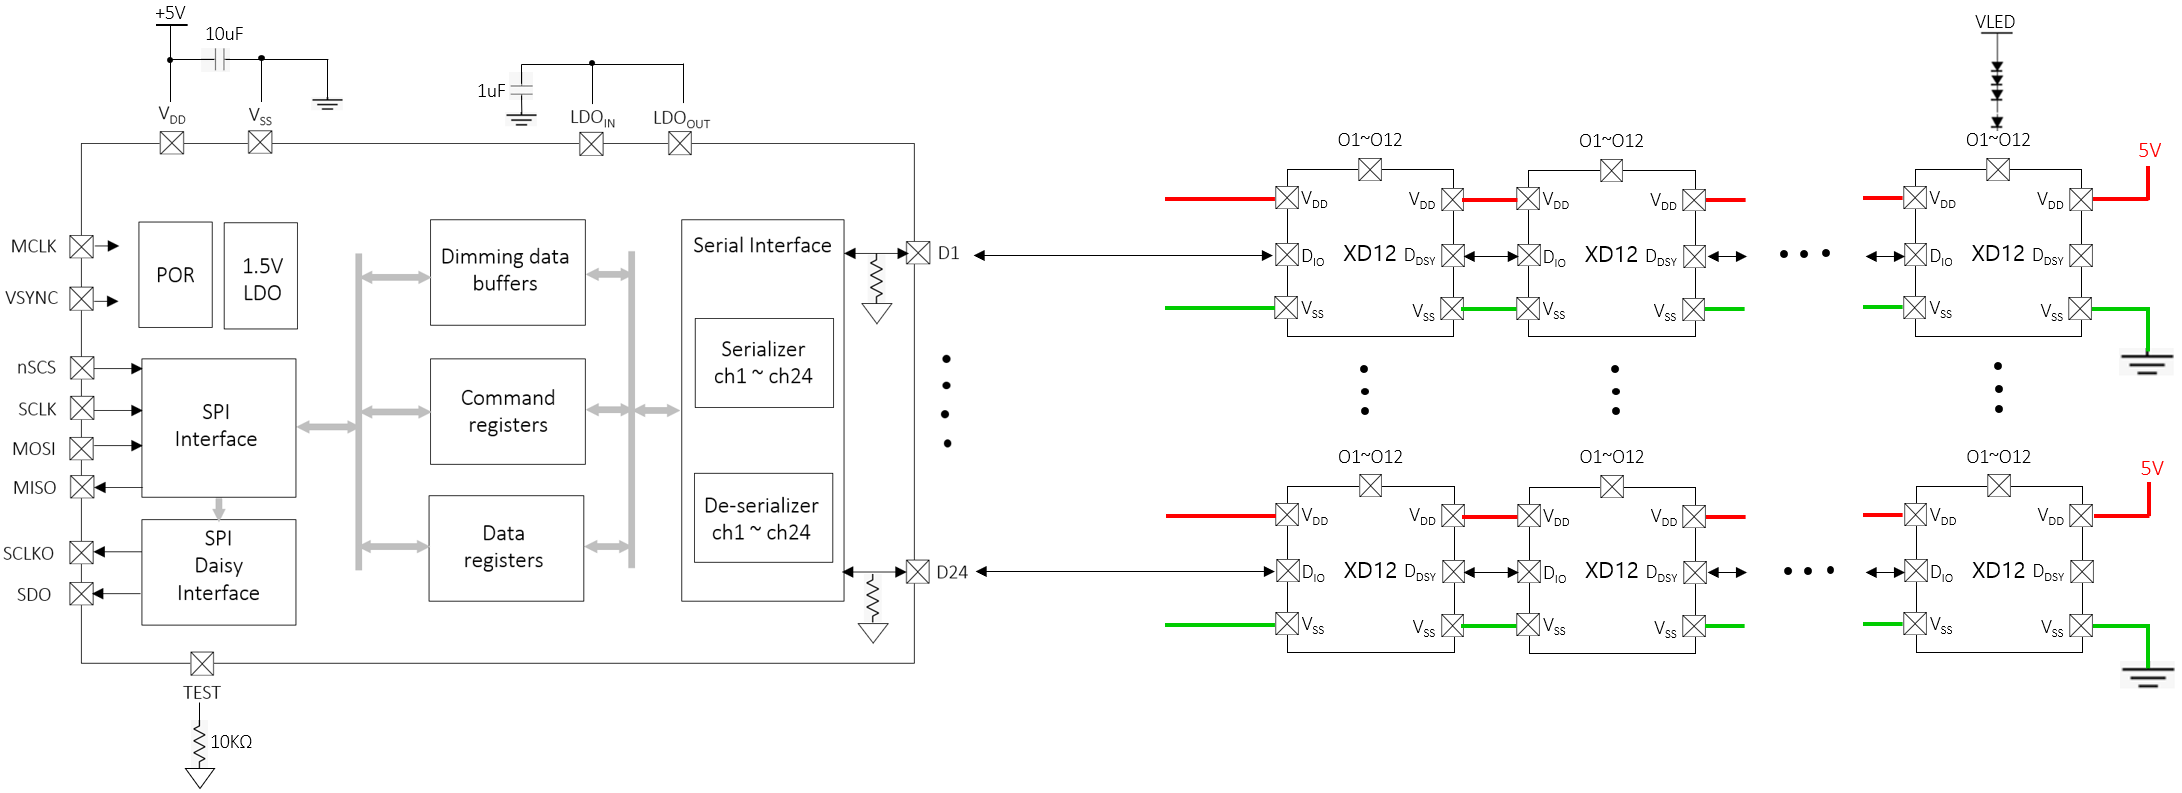 +5V
10uF
VLED
1uF
VDD
VSS
LDOIN
LDOOUT
O1~O12
O1~O12
O1~O12
5V
VDD
VDD
VDD
VDD
VDD
VDD
MCLK
POR
1.5V
LDO
Dimming data
buffers
Serial Interface
D1
DIO
XD12
DDSY
DIO
XD12
DDSY
DIO
XD12
DDSY
VSYNC
VSS
VSS
VSS
VSS
VSS
VSS
nSCS
SCLK
MOSI
MISO
SPI
Interface
Command
registers
Serializer
ch1 ~ ch24
O1~O12
O1~O12
O1~O12
5V
VDD
VDD
VDD
VDD
VDD
VDD
SCLKO
SDO
SPI
Daisy
Interface
Data
registers
De-serializer
ch1 ~ ch24
D24
DIO
XD12
DDSY
DIO
XD12
DDSY
DIO
XD12
DDSY
VSS
VSS
VSS
VSS
VSS
VSS
TEST
10KΩ